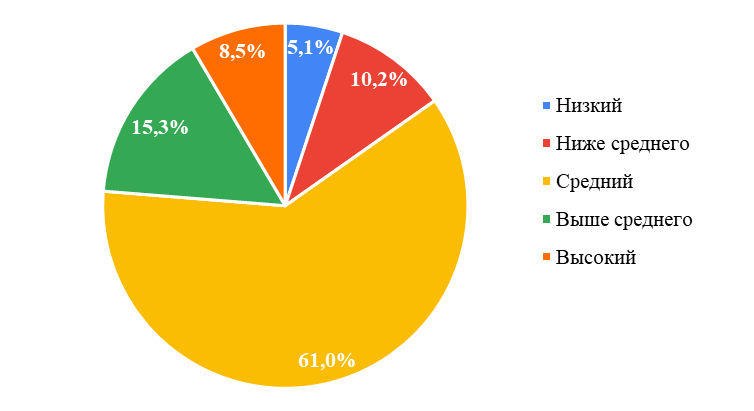 5,1%
8,5%
10,2%
15,3%
61,0%
Низкий
Ниже среднего
Средний
Выше среднего
Высокий